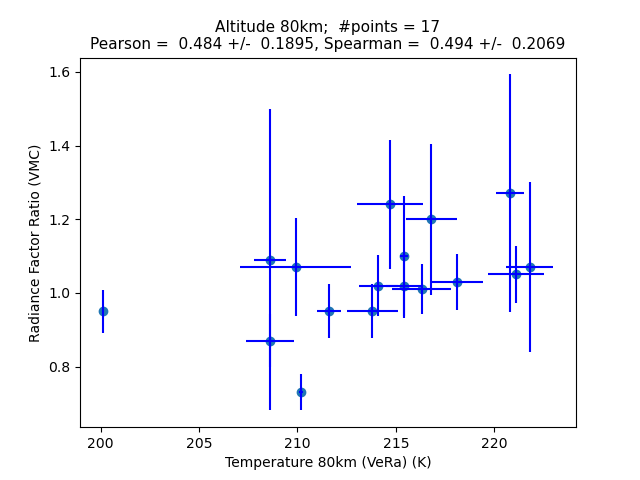 Altitude 80km;  #points = 17
Pearson =  0.484 +/-  0.1895, Spearman =  0.494 +/-  0.2069
1.6
1.4
1.2
1.0
0.8
Radiance Factor Ratio (VMC)
200
205
210
215
220
Temperature 80km (VeRa) (K)